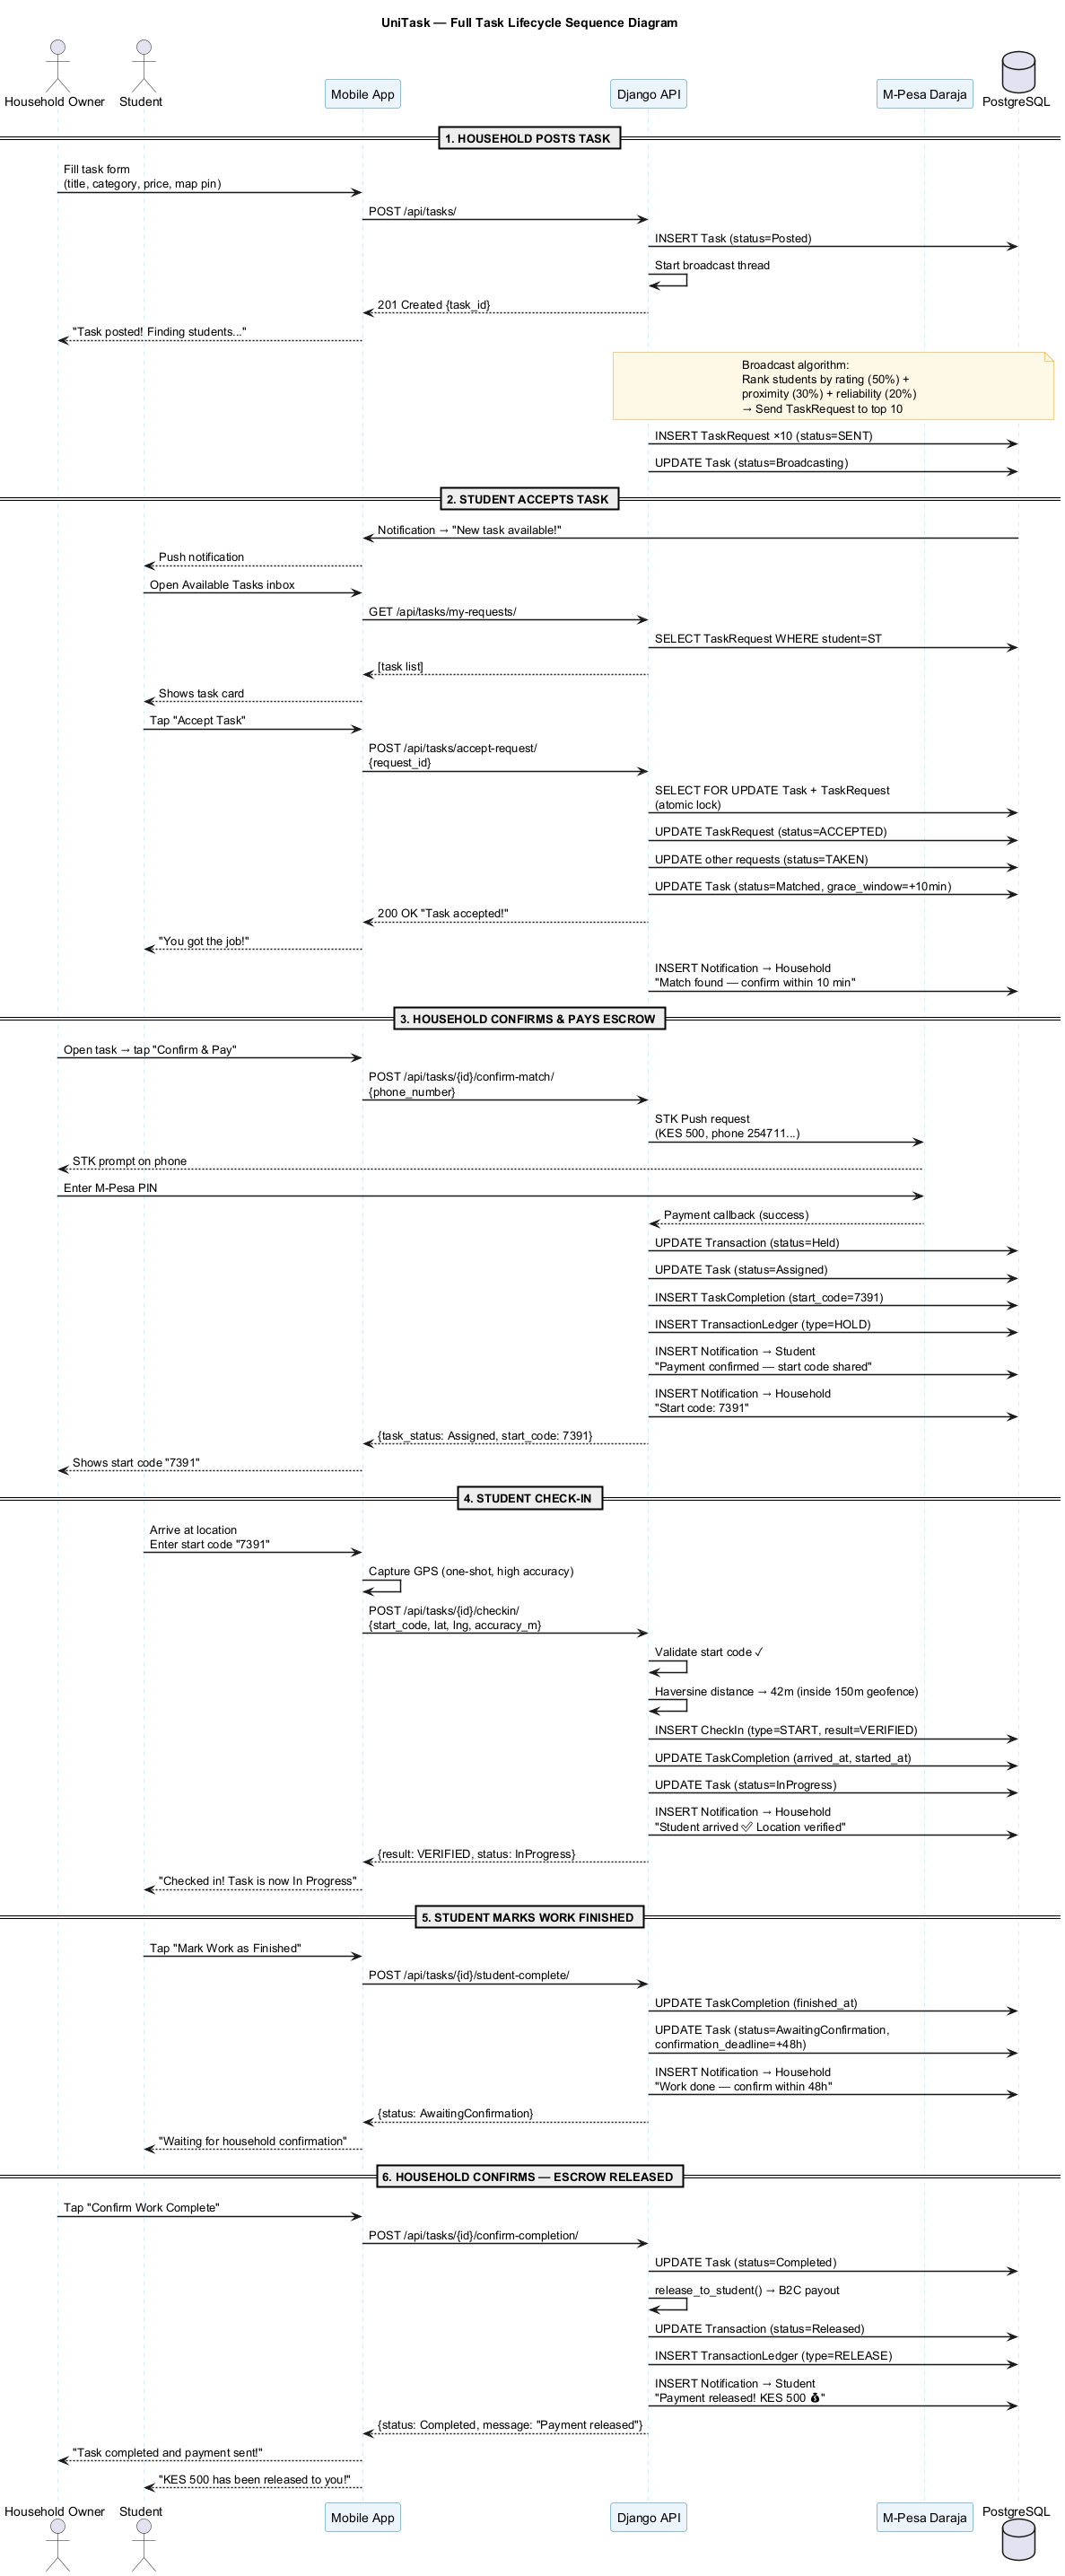 UniTask — Full Task Lifecycle Sequence Diagram
Household Owner
Student
Mobile App
Django API
M-Pesa Daraja
PostgreSQL
1. HOUSEHOLD POSTS TASK
Fill task form
(title, category, price, map pin)
POST /api/tasks/
INSERT Task (status=Posted)
Start broadcast thread
201 Created {task_id}
"Task posted! Finding students..."
Broadcast algorithm:
Rank students by rating (50%) +
proximity (30%) + reliability (20%)
→ Send TaskRequest to top 10
INSERT TaskRequest ×10 (status=SENT)
UPDATE Task (status=Broadcasting)
2. STUDENT ACCEPTS TASK
Notification → "New task available!"
Push notification
Open Available Tasks inbox
GET /api/tasks/my-requests/
SELECT TaskRequest WHERE student=ST
[task list]
Shows task card
Tap "Accept Task"
POST /api/tasks/accept-request/
{request_id}
SELECT FOR UPDATE Task + TaskRequest
(atomic lock)
UPDATE TaskRequest (status=ACCEPTED)
UPDATE other requests (status=TAKEN)
UPDATE Task (status=Matched, grace_window=+10min)
200 OK "Task accepted!"
"You got the job!"
INSERT Notification → Household
"Match found — confirm within 10 min"
3. HOUSEHOLD CONFIRMS & PAYS ESCROW
Open task → tap "Confirm & Pay"
POST /api/tasks/{id}/confirm-match/
{phone_number}
STK Push request
(KES 500, phone 254711...)
STK prompt on phone
Enter M-Pesa PIN
Payment callback (success)
UPDATE Transaction (status=Held)
UPDATE Task (status=Assigned)
INSERT TaskCompletion (start_code=7391)
INSERT TransactionLedger (type=HOLD)
INSERT Notification → Student
"Payment confirmed — start code shared"
INSERT Notification → Household
"Start code: 7391"
{task_status: Assigned, start_code: 7391}
Shows start code "7391"
4. STUDENT CHECK-IN
Arrive at location
Enter start code "7391"
Capture GPS (one-shot, high accuracy)
POST /api/tasks/{id}/checkin/
{start_code, lat, lng, accuracy_m}
Validate start code ✓
Haversine distance → 42m (inside 150m geofence)
INSERT CheckIn (type=START, result=VERIFIED)
UPDATE TaskCompletion (arrived_at, started_at)
UPDATE Task (status=InProgress)
INSERT Notification → Household
"Student arrived ✅ Location verified"
{result: VERIFIED, status: InProgress}
"Checked in! Task is now In Progress"
5. STUDENT MARKS WORK FINISHED
Tap "Mark Work as Finished"
POST /api/tasks/{id}/student-complete/
UPDATE TaskCompletion (finished_at)
UPDATE Task (status=AwaitingConfirmation,
confirmation_deadline=+48h)
INSERT Notification → Household
"Work done — confirm within 48h"
{status: AwaitingConfirmation}
"Waiting for household confirmation"
6. HOUSEHOLD CONFIRMS — ESCROW RELEASED
Tap "Confirm Work Complete"
POST /api/tasks/{id}/confirm-completion/
UPDATE Task (status=Completed)
release_to_student() → B2C payout
UPDATE Transaction (status=Released)
INSERT TransactionLedger (type=RELEASE)
INSERT Notification → Student
"Payment released! KES 500 💰"
{status: Completed, message: "Payment released"}
"Task completed and payment sent!"
"KES 500 has been released to you!"
Household Owner
Student
Mobile App
Django API
M-Pesa Daraja
PostgreSQL